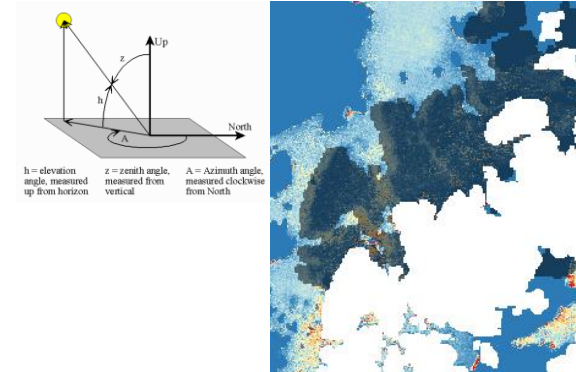 Up
z
h
North
A
h = elevation z = zenith angle, A = Azimuth angle,
angle, measured measured from measured clockwise
up from horizon vertical from North